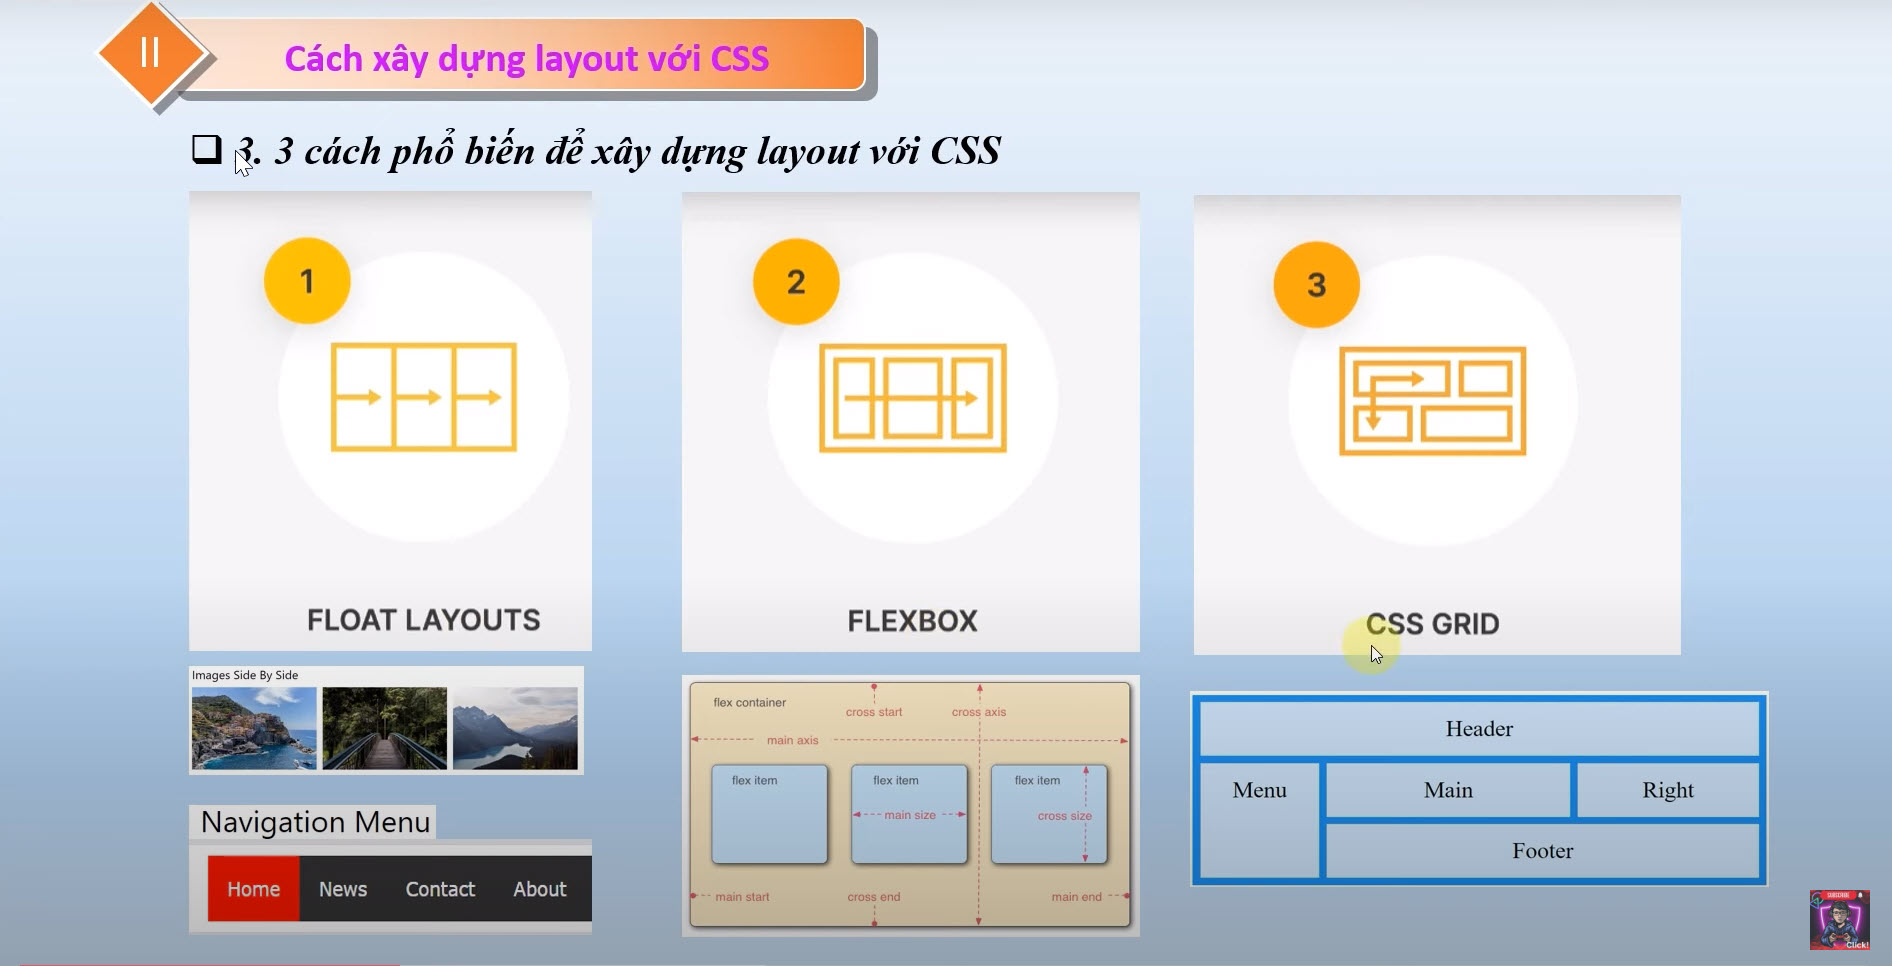 II
Cách xây dựng layout với CSS
3. 3 cách phổ biến để xây dựng layout với CSS
1
FLOAT LAYOUTS
2
FLEXBOX
3
CSS GRID
Images Side By Side
Navigation Menu
Home News Contact About
flex container
cross start
cross axis
main axis
flex item
flex item
flex item
main size
cross size
main start
cross end
main end
Header
Menu
Main
Right
Footer
SUBSCRIBE
Click!